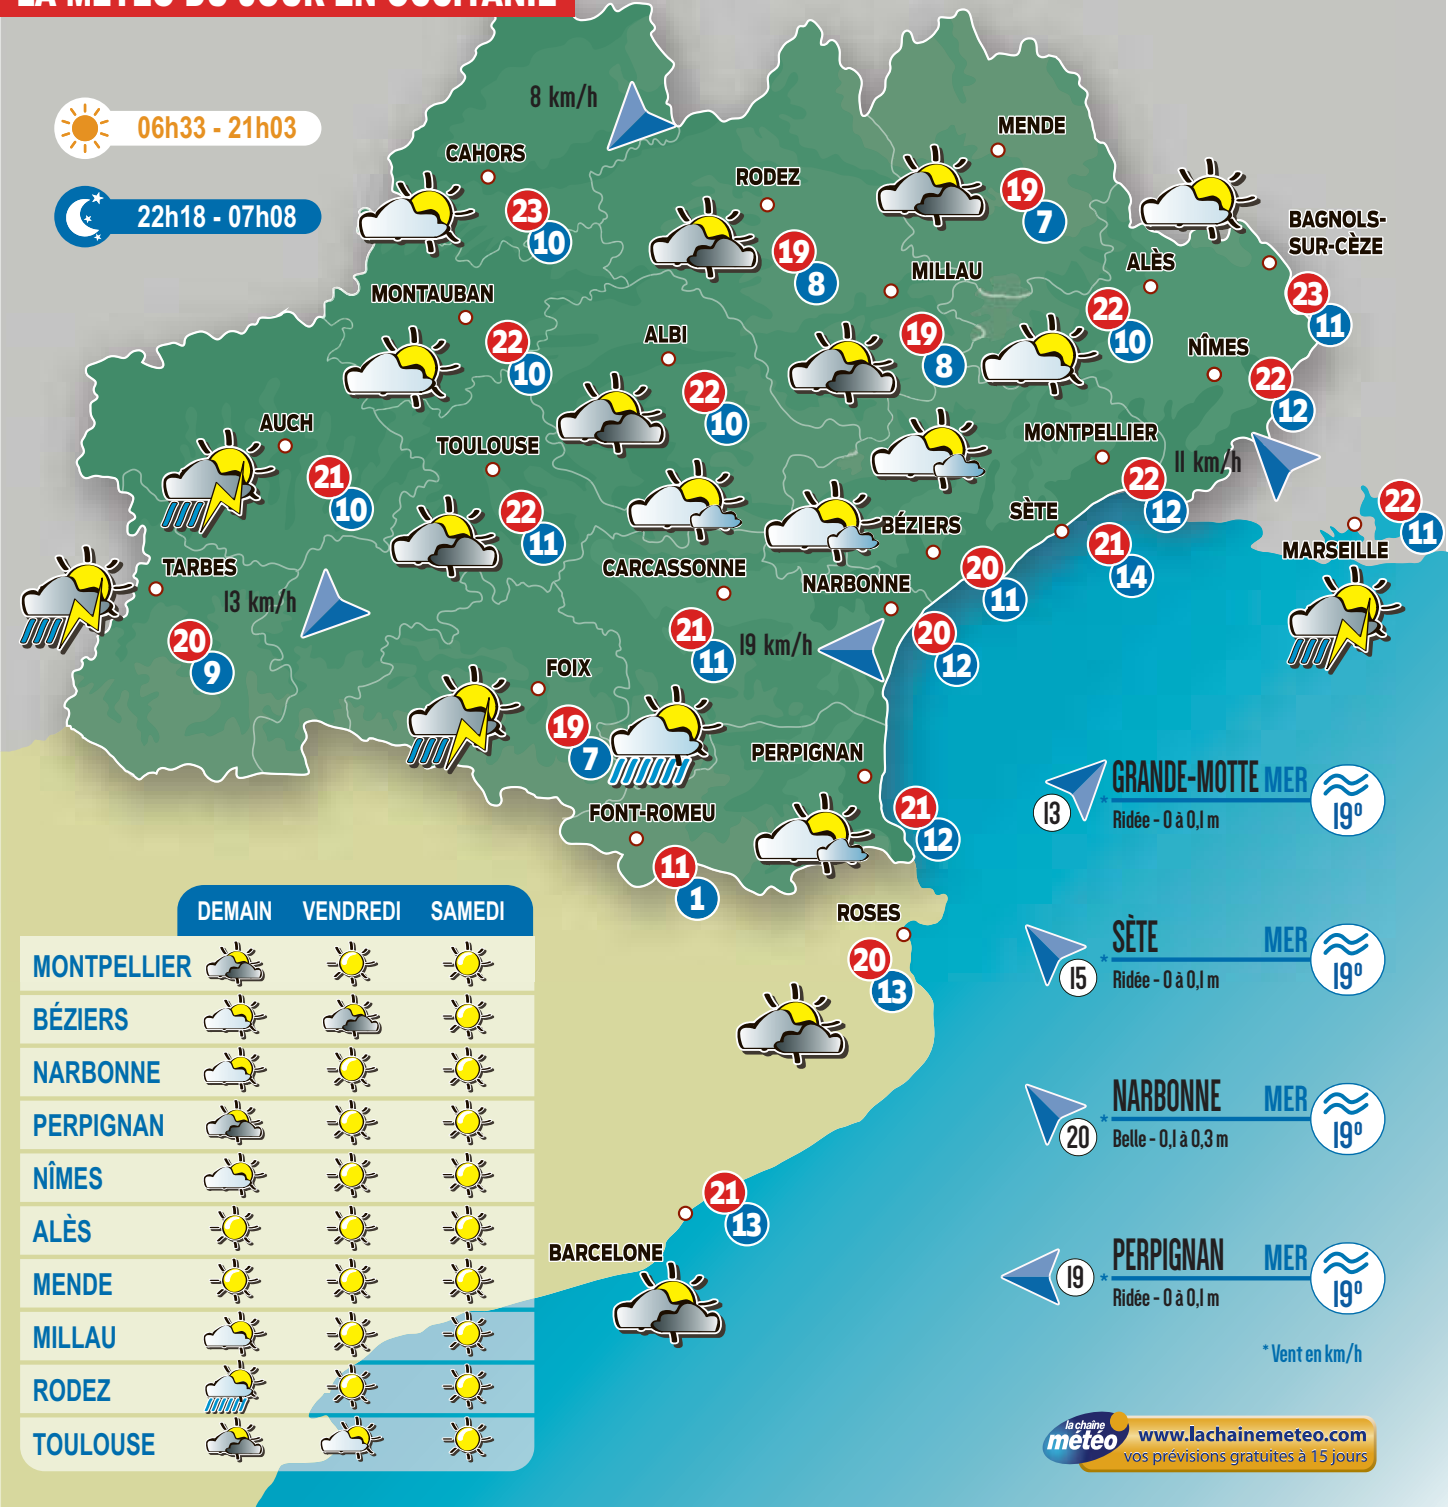 LA MÉTÉO DU JOUR EN OCCITANIE
06h33 - 21h03
22h18 - 07h08
8 km/h
CAHORS
23
10
RODEZ
19
8
MENDE
19
7
BAGNOLS-
SUR-CÈZE
23
11
MILLAU
19
8
ALÈS
22
10
MONTAUBAN
22
10
ALBI
22
10
NÎMES
22
12
AUCH
21
10
TOULOUSE
22
11
MONTPELLIER
22
12
11 km/h
SÈTE
21
14
MARSEILLE
22
11
BÉZIERS
20
11
TARBES
20
9
13 km/h
CARCASSONNE
21
11
NARBONNE
20
12
19 km/h
FOIX
19
7
PERPIGNAN
21
12
FONT-ROMEU
11
1
ROSES
20
13
BARCELONE
21
13
GRANDE-MOTTE MER
13
*
Ridée - 0 à 0,1 m
19°
SÈTE MER
15
*
Ridée - 0 à 0,1 m
19°
NARBONNE MER
20
*
Belle - 0,1 à 0,3 m
19°
PERPIGNAN MER
19
*
Ridée - 0 à 0,1 m
19°
* Vent en km/h
DEMAIN VENDREDI SAMEDI
MONTPELLIER
BÉZIERS
NARBONNE
PERPIGNAN
NÎMES
ALÈS
MENDE
MILLAU
RODEZ
TOULOUSE
la chaîne
météo
www.lachainemeteo.com
vos prévisions gratuites à 15 jours